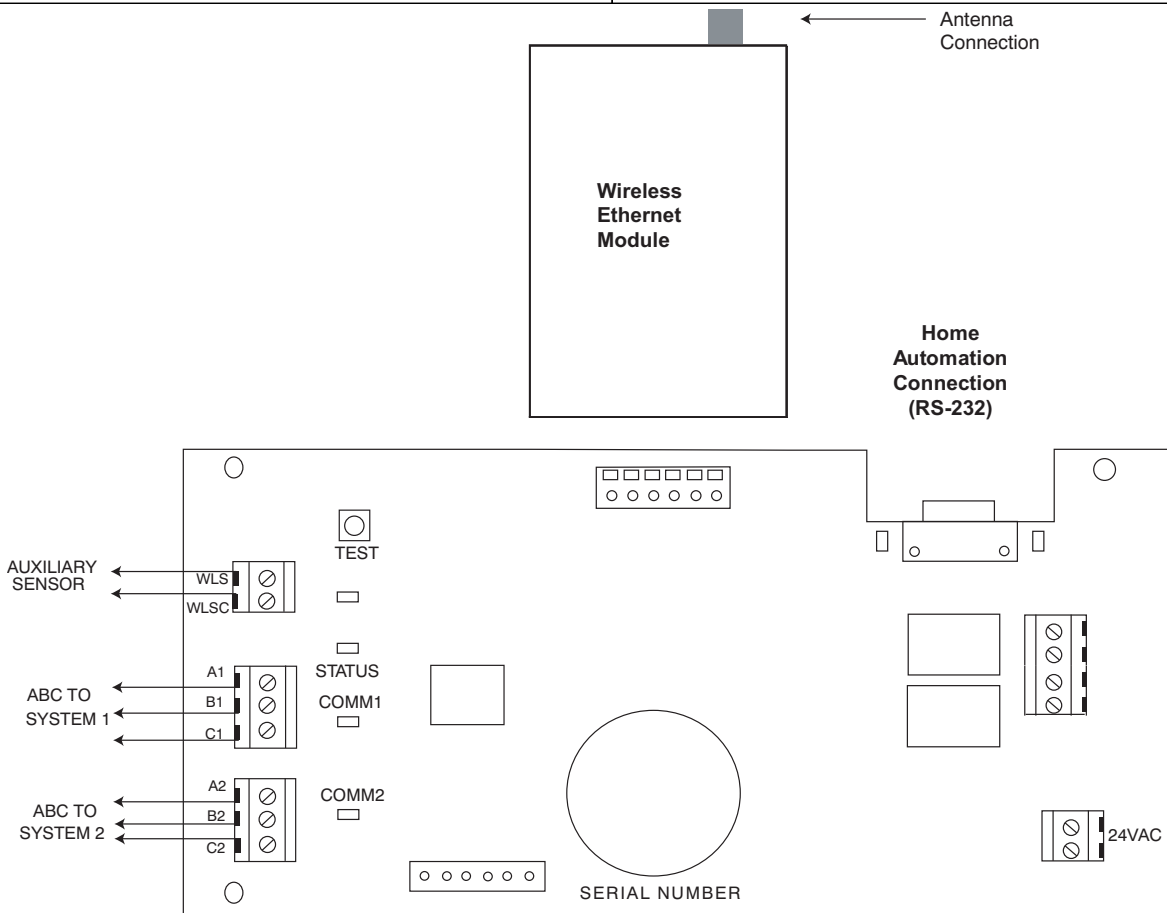 Antenna
Connection
Wireless
Ethernet
Module
Home
Automation
Connection
(RS-232)
TEST
AUXILIARY
SENSOR
WLS
WLSC
STATUS
A1
B1
C1
ABC TO
SYSTEM 1
COMM1
A2
B2
C2
ABC TO
SYSTEM 2
COMM2
24VAC
SERIAL NUMBER